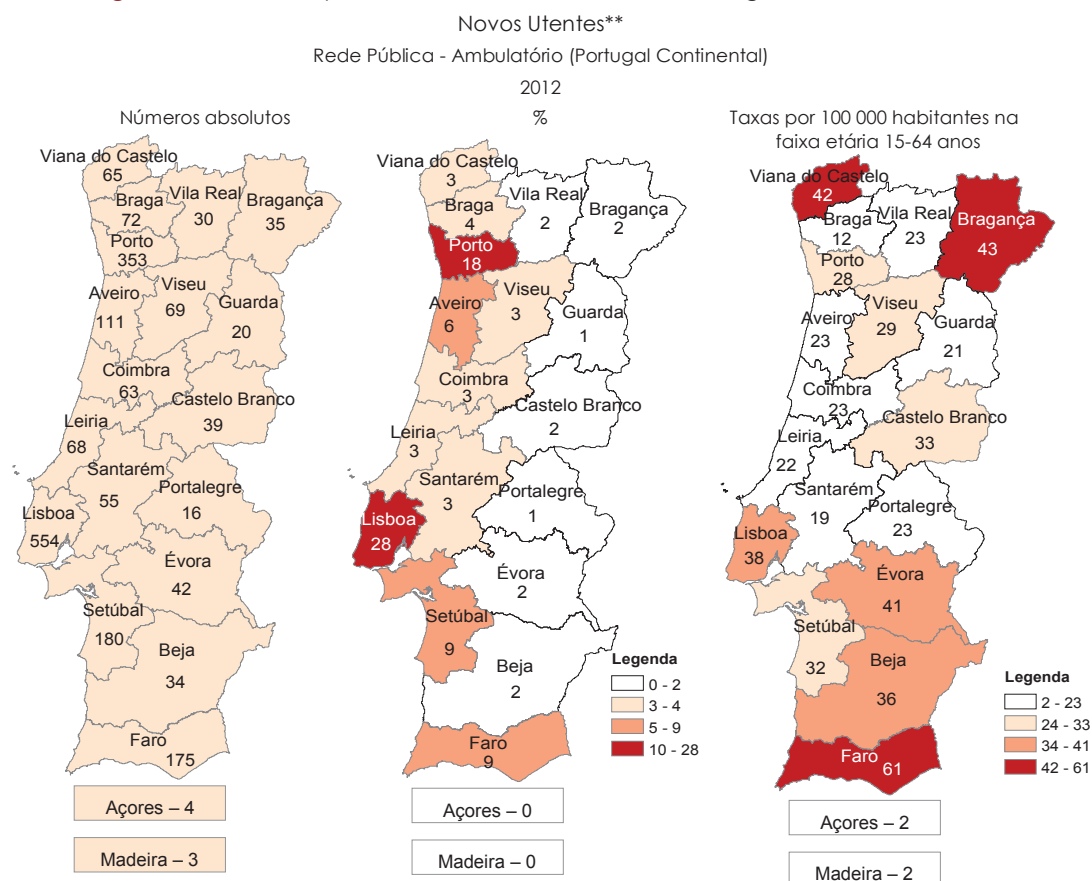 Novos Utentes**
Rede Pública - Ambulatório (Portugal Continental)
2012
Números absolutos
Viana do Castelo
65
Braga
72
Vila Real
30
Bragança
35
Porto
353
Aveiro
111
Viseu
69
Guarda
20
Coimbra
63
Castelo Branco
39
Leiria
68
Santarém
55
Portalegre
16
Lisboa
554
Évora
42
Setúbal
180
Beja
34
Faro
175
Açores – 4
Madeira – 3
%
Viana do Castelo
3
Braga
4
Vila Real
2
Bragança
2
Porto
18
Aveiro
6
Viseu
3
Guarda
1
Coimbra
3
Castelo Branco
2
Leiria
3
Santarém
3
Portalegre
1
Lisboa
28
Évora
2
Setúbal
9
Beja
2
Faro
9
Legenda
0 - 2
3 - 4
5 - 9
10 - 28
Açores – 0
Madeira – 0
Taxas por 100 000 habitantes na
faixa etária 15-64 anos
Viana do Castelo
42
Braga
12
Vila Real
23
Bragança
43
Porto
28
Aveiro
23
Viseu
29
Guarda
21
Coimbra
23
Castelo Branco
33
Leiria
22
Santarém
19
Portalegre
23
Lisboa
38
Évora
41
Setúbal
32
Beja
36
Faro
61
Legenda
2 - 23
24 - 33
34 - 41
42 - 61
Açores – 2
Madeira – 2